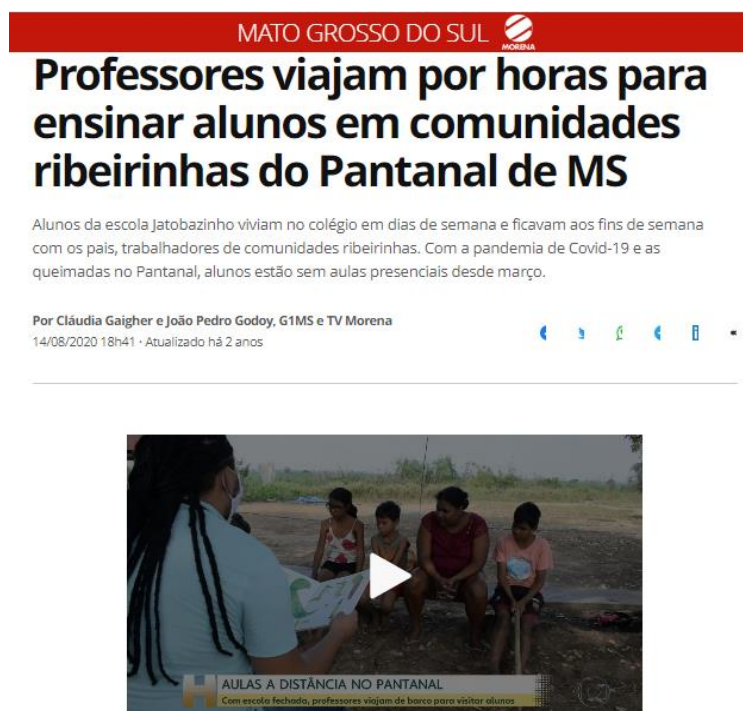 MATO GROSSO DO SUL
MORENA
Professores viajam por horas para
ensinar alunos em comunidades
ribeirinhas do Pantanal de MS
Alunos da escola Jatobazinho viviam no colégio em dias de semana e ficavam aos fins de semana
com os pais, trabalhadores de comunidades ribeirinhas. Com a pandemia de Covid-19 e as
queimadas no Pantanal, alunos estão sem aulas presenciais desde março.
Por Cláudia Gaigher e João Pedro Godoy, G1MS e TV Morena
14/08/2020 18h41 · Atualizado há 2 anos
H AULAS A DISTÂNCIA NO PANTANAL
Com escola fechada, professores viajam de barco para visitar alunos